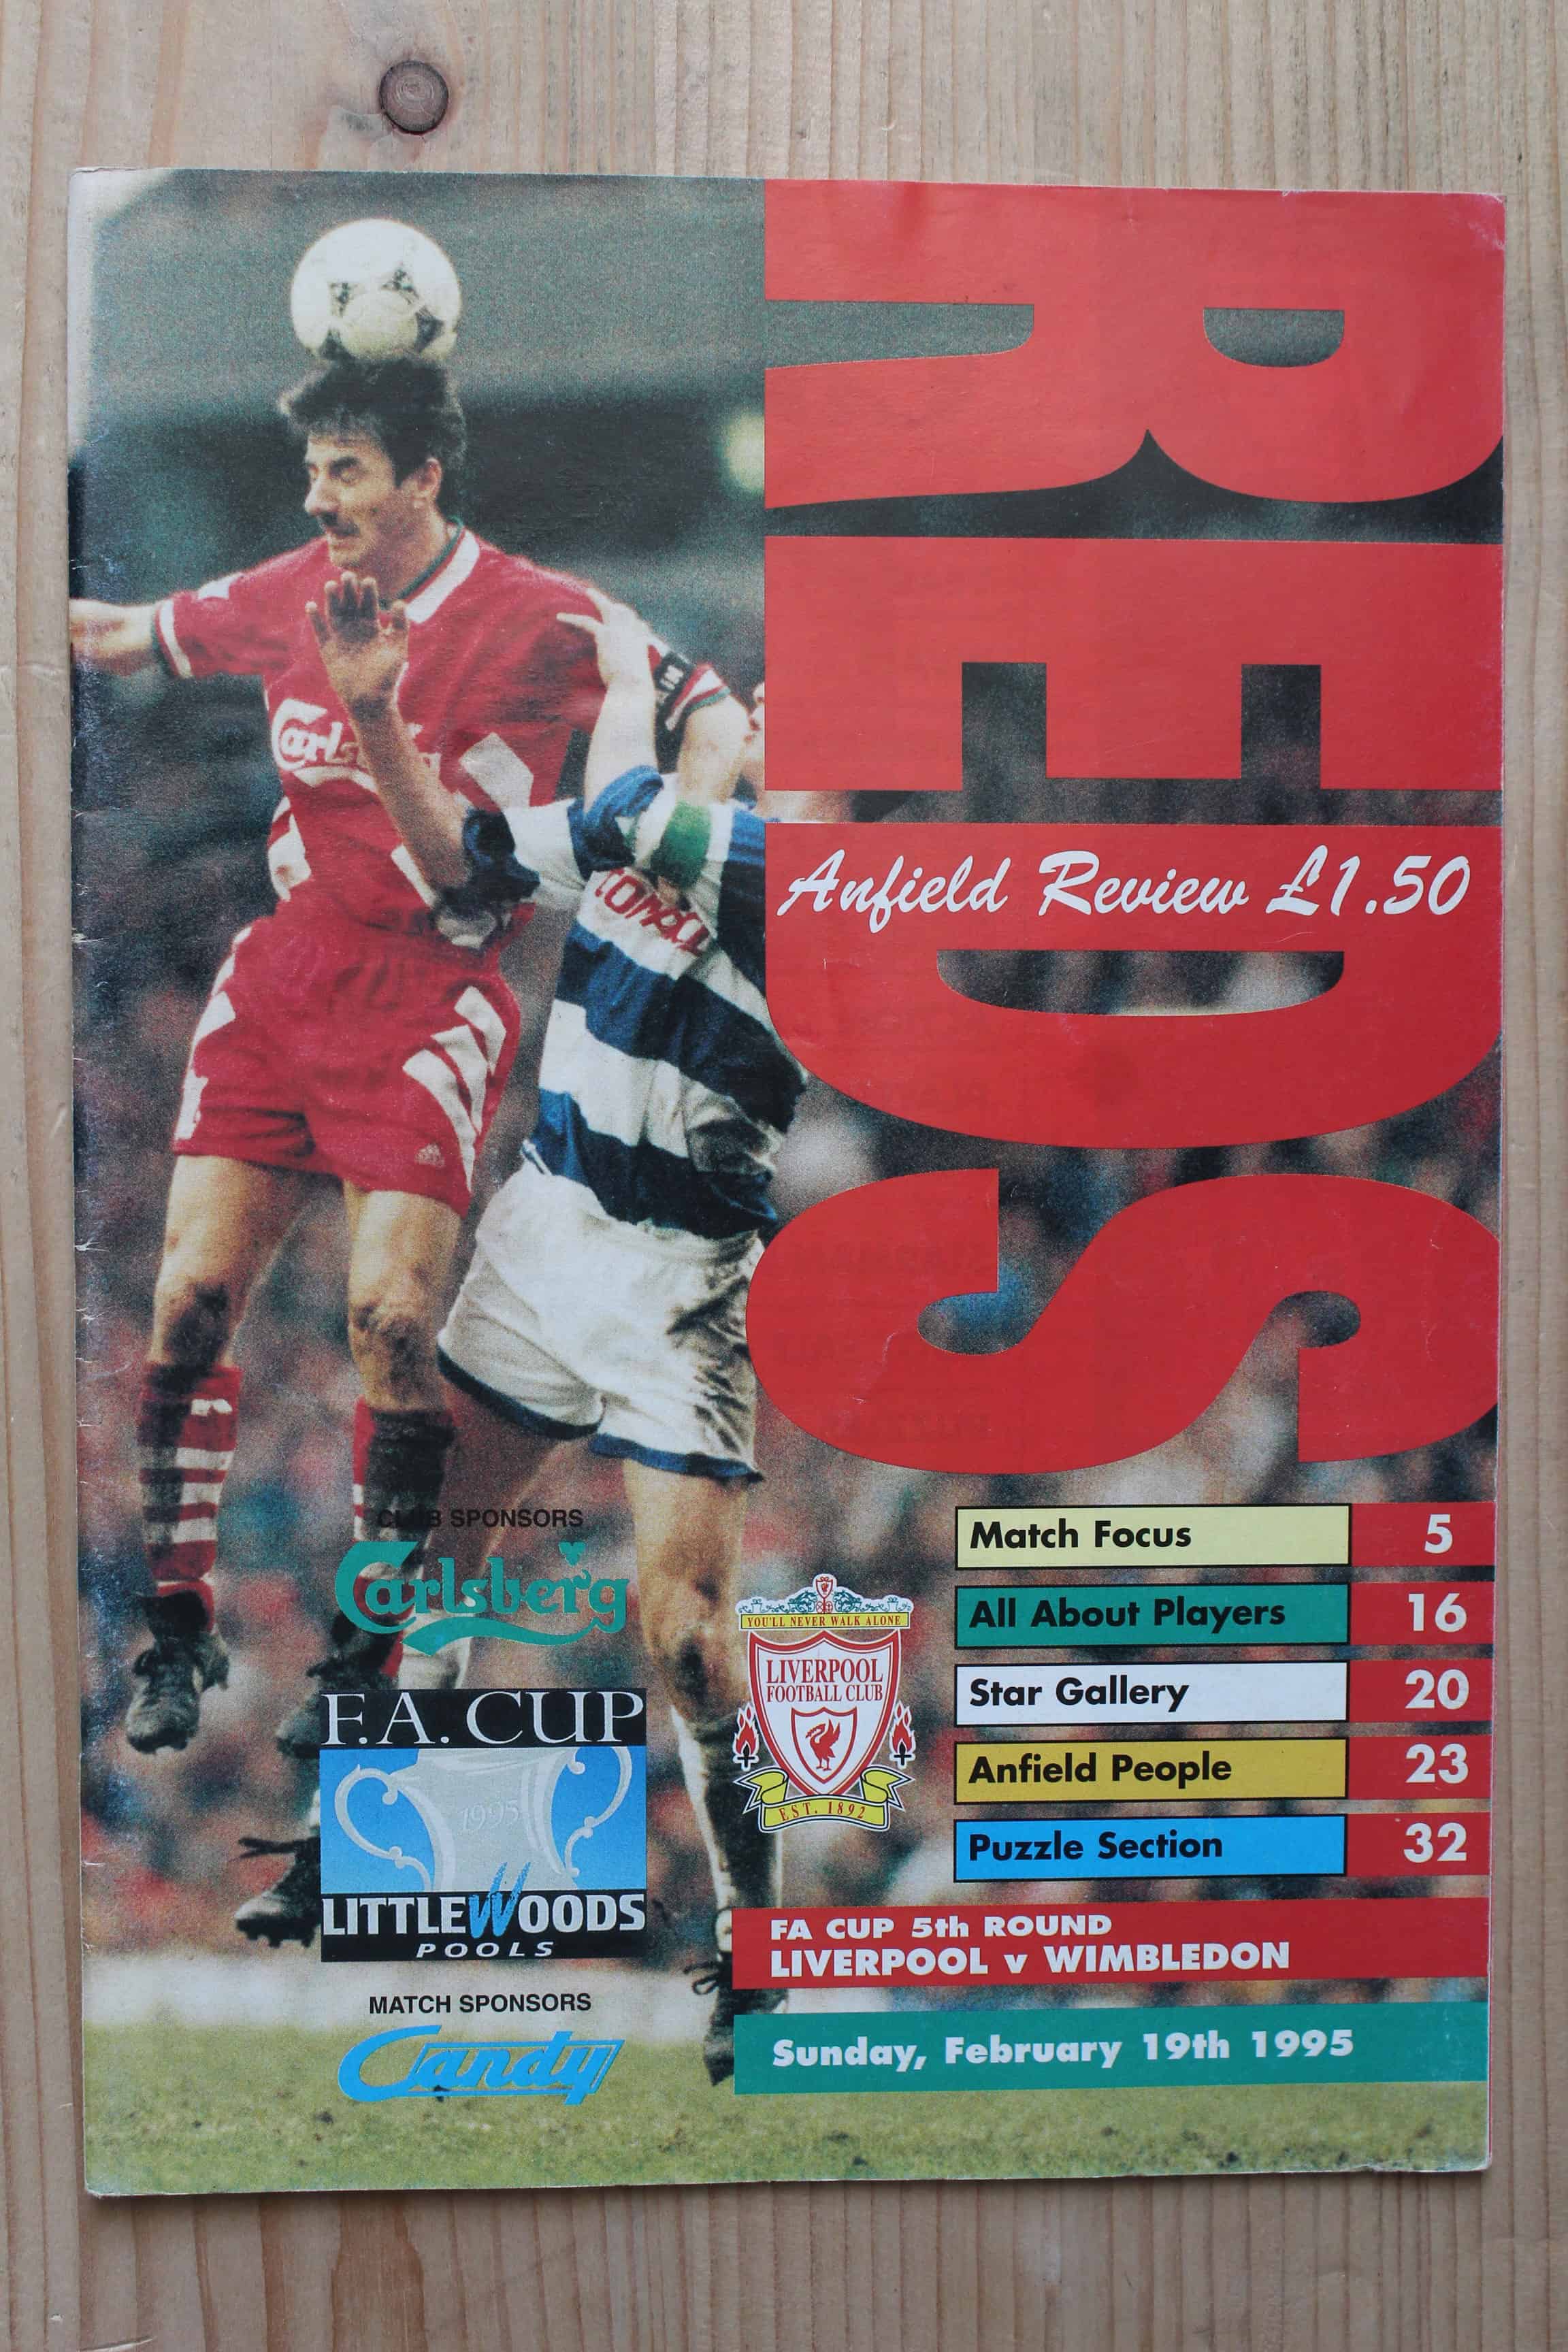 REDS
Anfield Review £1.50
Carlsberg
COMPAQ
CLUB SPONSORS
Carlsberg
F.A. CUP
1995
LITTLEWOODS
POOLS
MATCH SPONSORS
Candy
YOU'LL NEVER WALK ALONE
LIVERPOOL
FOOTBALL CLUB
EST. 1892
Match Focus 5
All About Players 16
Star Gallery 20
Anfield People 23
Puzzle Section 32
FA CUP 5th ROUND
LIVERPOOL v WIMBLEDON
Sunday, February 19th 1995